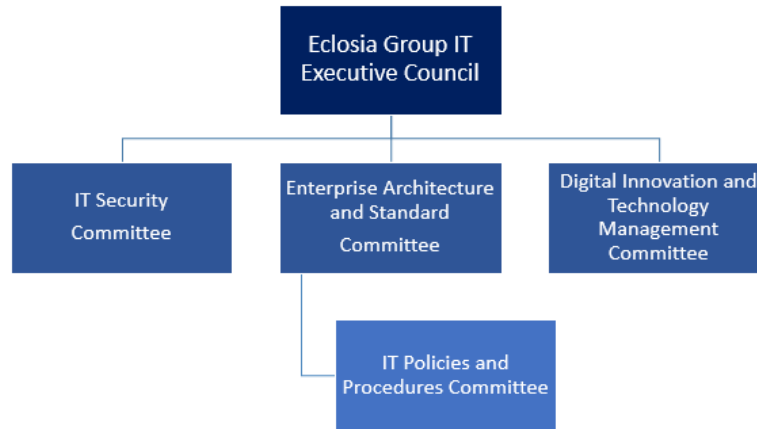 Eclosia Group IT
Executive Council
IT Security
Committee
Enterprise Architecture
and Standard
Committee
Digital Innovation and
Technology
Management
Committee
IT Policies and
Procedures Committee